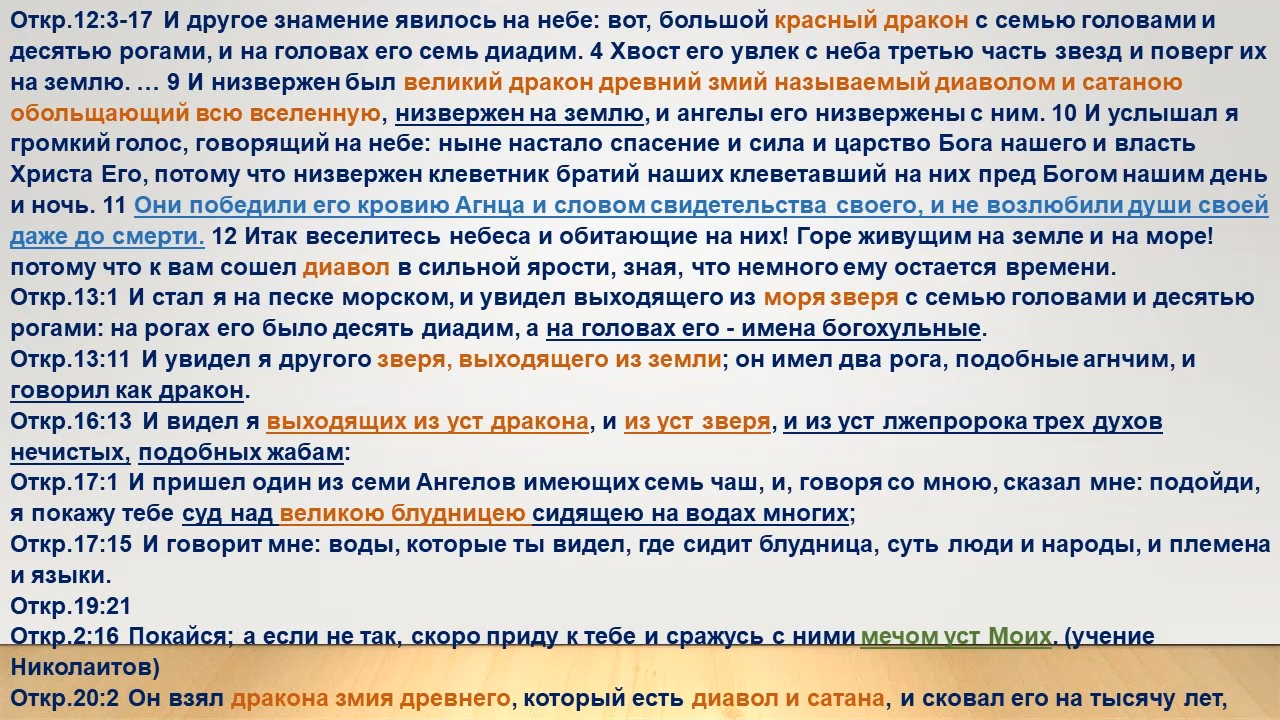 Откр.12:3-17 И другое знамение явилось на небе: вот, большой красный дракон с семью головами и
десятью рогами, и на головах его семь диадим. 4 Хвост его увлек с неба третью часть звезд и поверг их
на землю. … 9 И низвержен был великий дракон древний змий называемый диаволом и сатаною
обольщающий всю вселенную, низвержен на землю, и ангелы его низвержены с ним. 10 И услышал я
громкий голос, говорящий на небе: ныне настало спасение и сила и царство Бога нашего и власть
Христа Его, потому что низвержен клеветник братий наших клеветавший на них пред Богом нашим день
и ночь. 11 Они победили его кровию Агнца и словом свидетельства своего, и не возлюбили души своей
даже до смерти. 12 Итак веселитесь небеса и обитающие на них! Горе живущим на земле и на море!
потому что к вам сошел диавол в сильной ярости, зная, что немного ему остается времени.
Откр.13:1 И стал я на песке морском, и увидел выходящего из моря зверя с семью головами и десятью
рогами: на рогах его было десять диадим, а на головах его - имена богохульные.
Откр.13:11 И увидел я другого зверя, выходящего из земли; он имел два рога, подобные агнчим, и
говорил как дракон.
Откр.16:13 И видел я выходящих из уст дракона, и из уст зверя, и из уст лжепророка трех духов
нечистых, подобных жабам:
Откр.17:1 И пришел один из семи Ангелов имеющих семь чаш, и, говоря со мною, сказал мне: подойди,
я покажу тебе суд над великою блудницею сидящею на водах многих;
Откр.17:15 И говорит мне: воды, которые ты видел, где сидит блудница, суть люди и народы, и племена
и языки.
Откр.19:21
Откр.2:16 Покайся; а если не так, скоро приду к тебе и сражусь с ними мечом уст Моих. (учение
Николаитов)
Откр.20:2 Он взял дракона змия древнего, который есть диавол и сатана, и сковал его на тысячу лет,